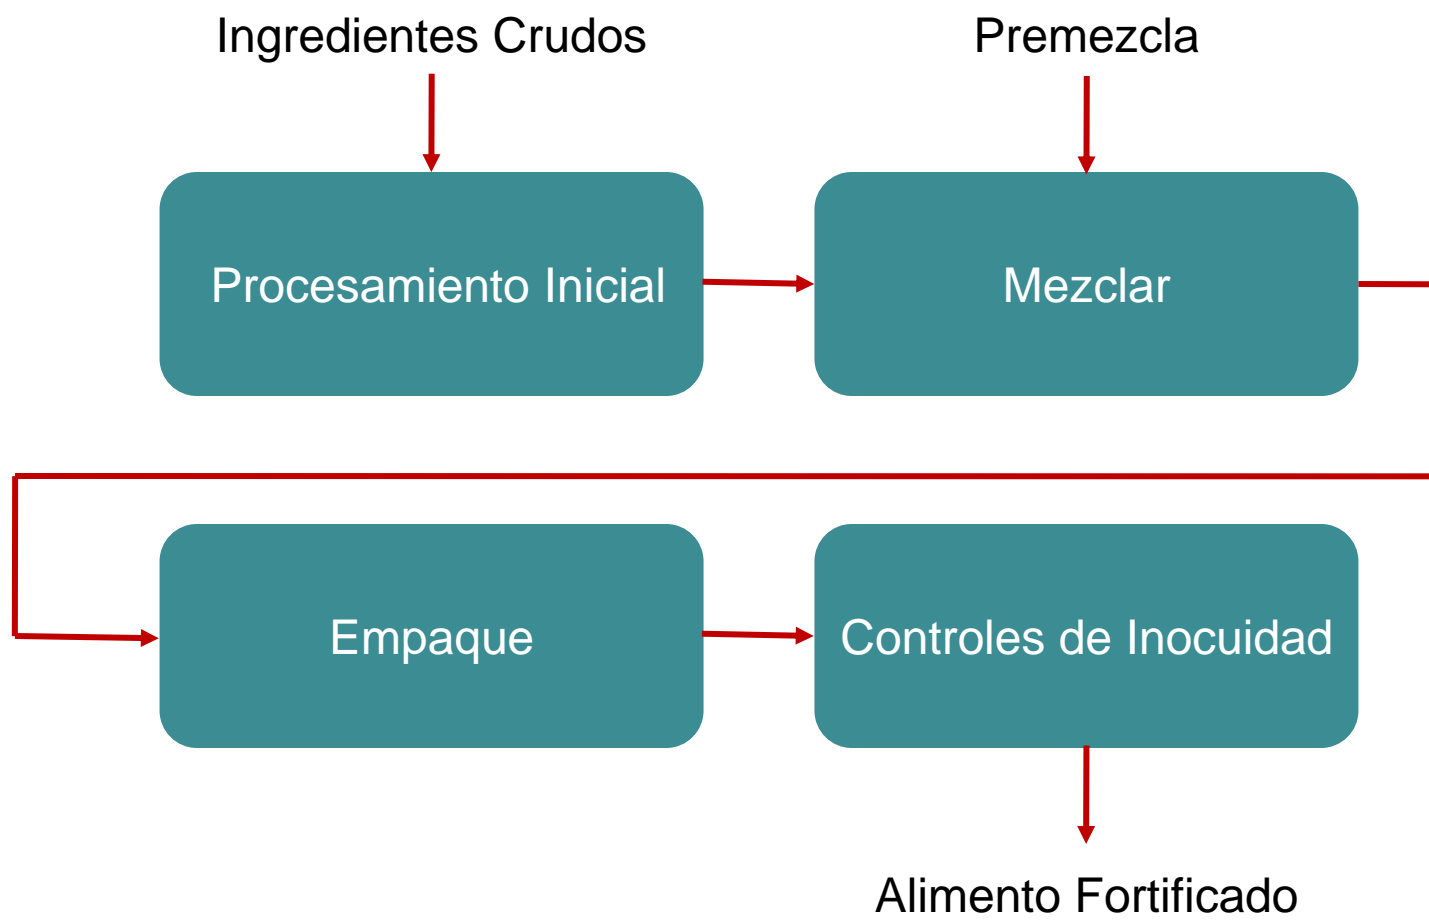 Ingredientes Crudos
Premezcla
Procesamiento Inicial
Mezclar
Empaque
Controles de Inocuidad
Alimento Fortificado